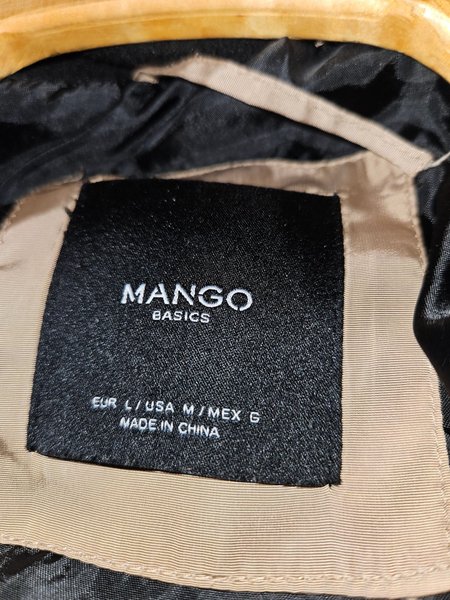 MANGO
BASICS
EUR L/USA M/MEX G
MADE IN CHINA